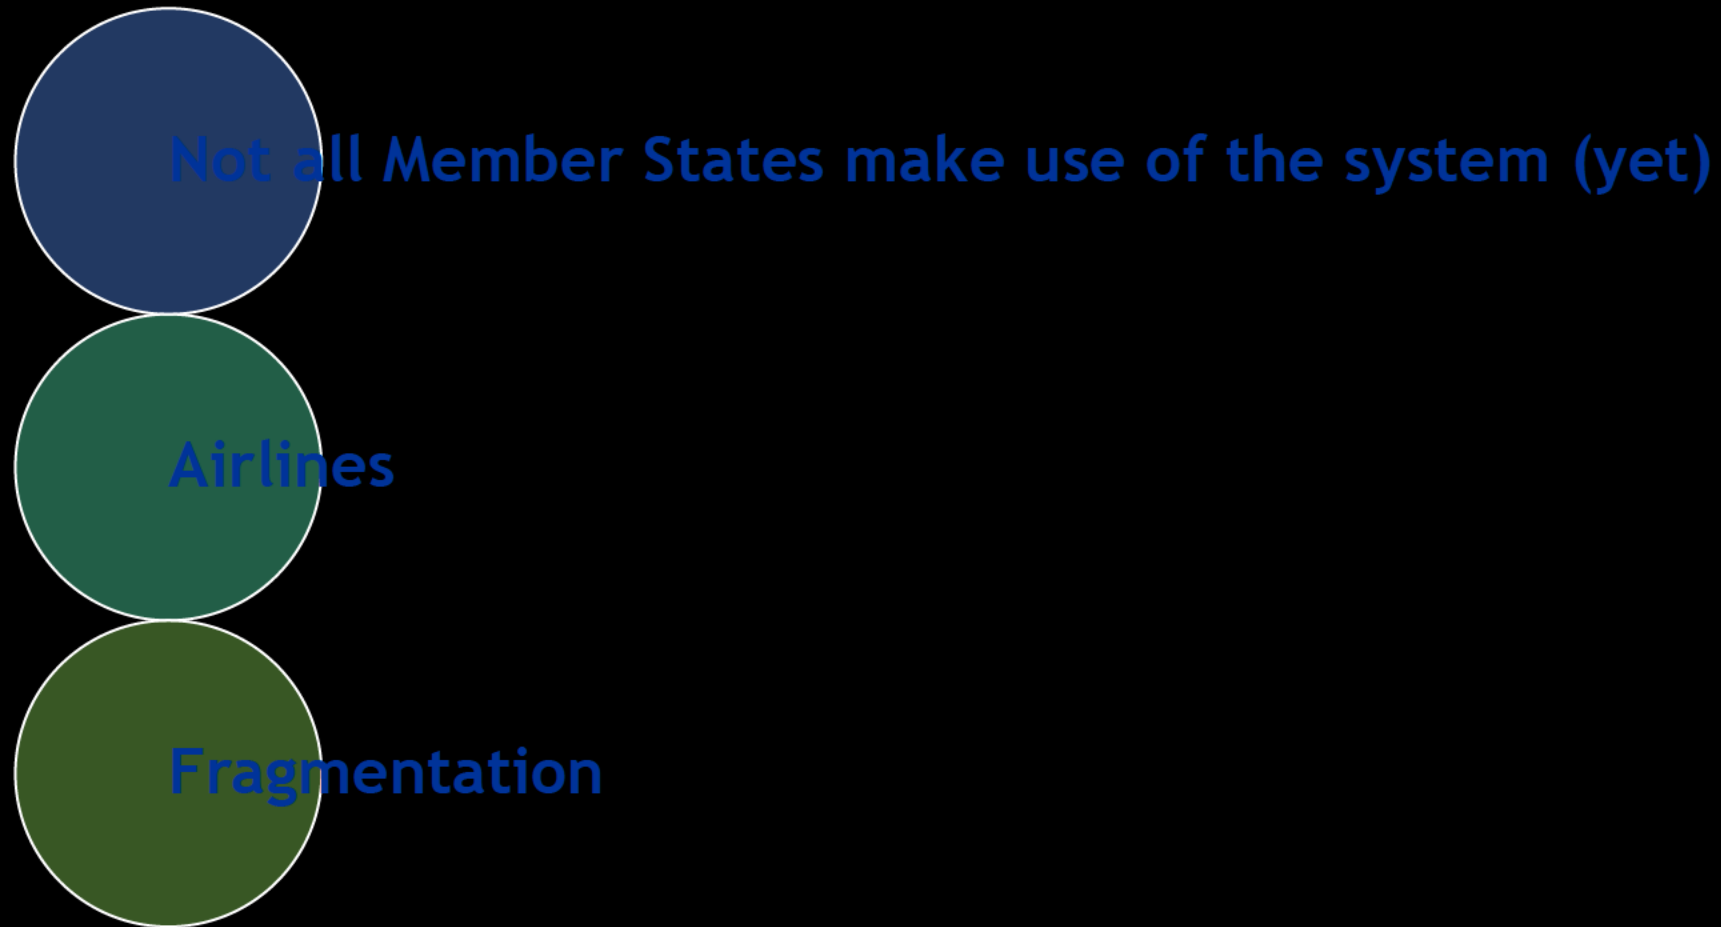 Not all Member States make use of the system (yet)
Airlines
Fragmentation